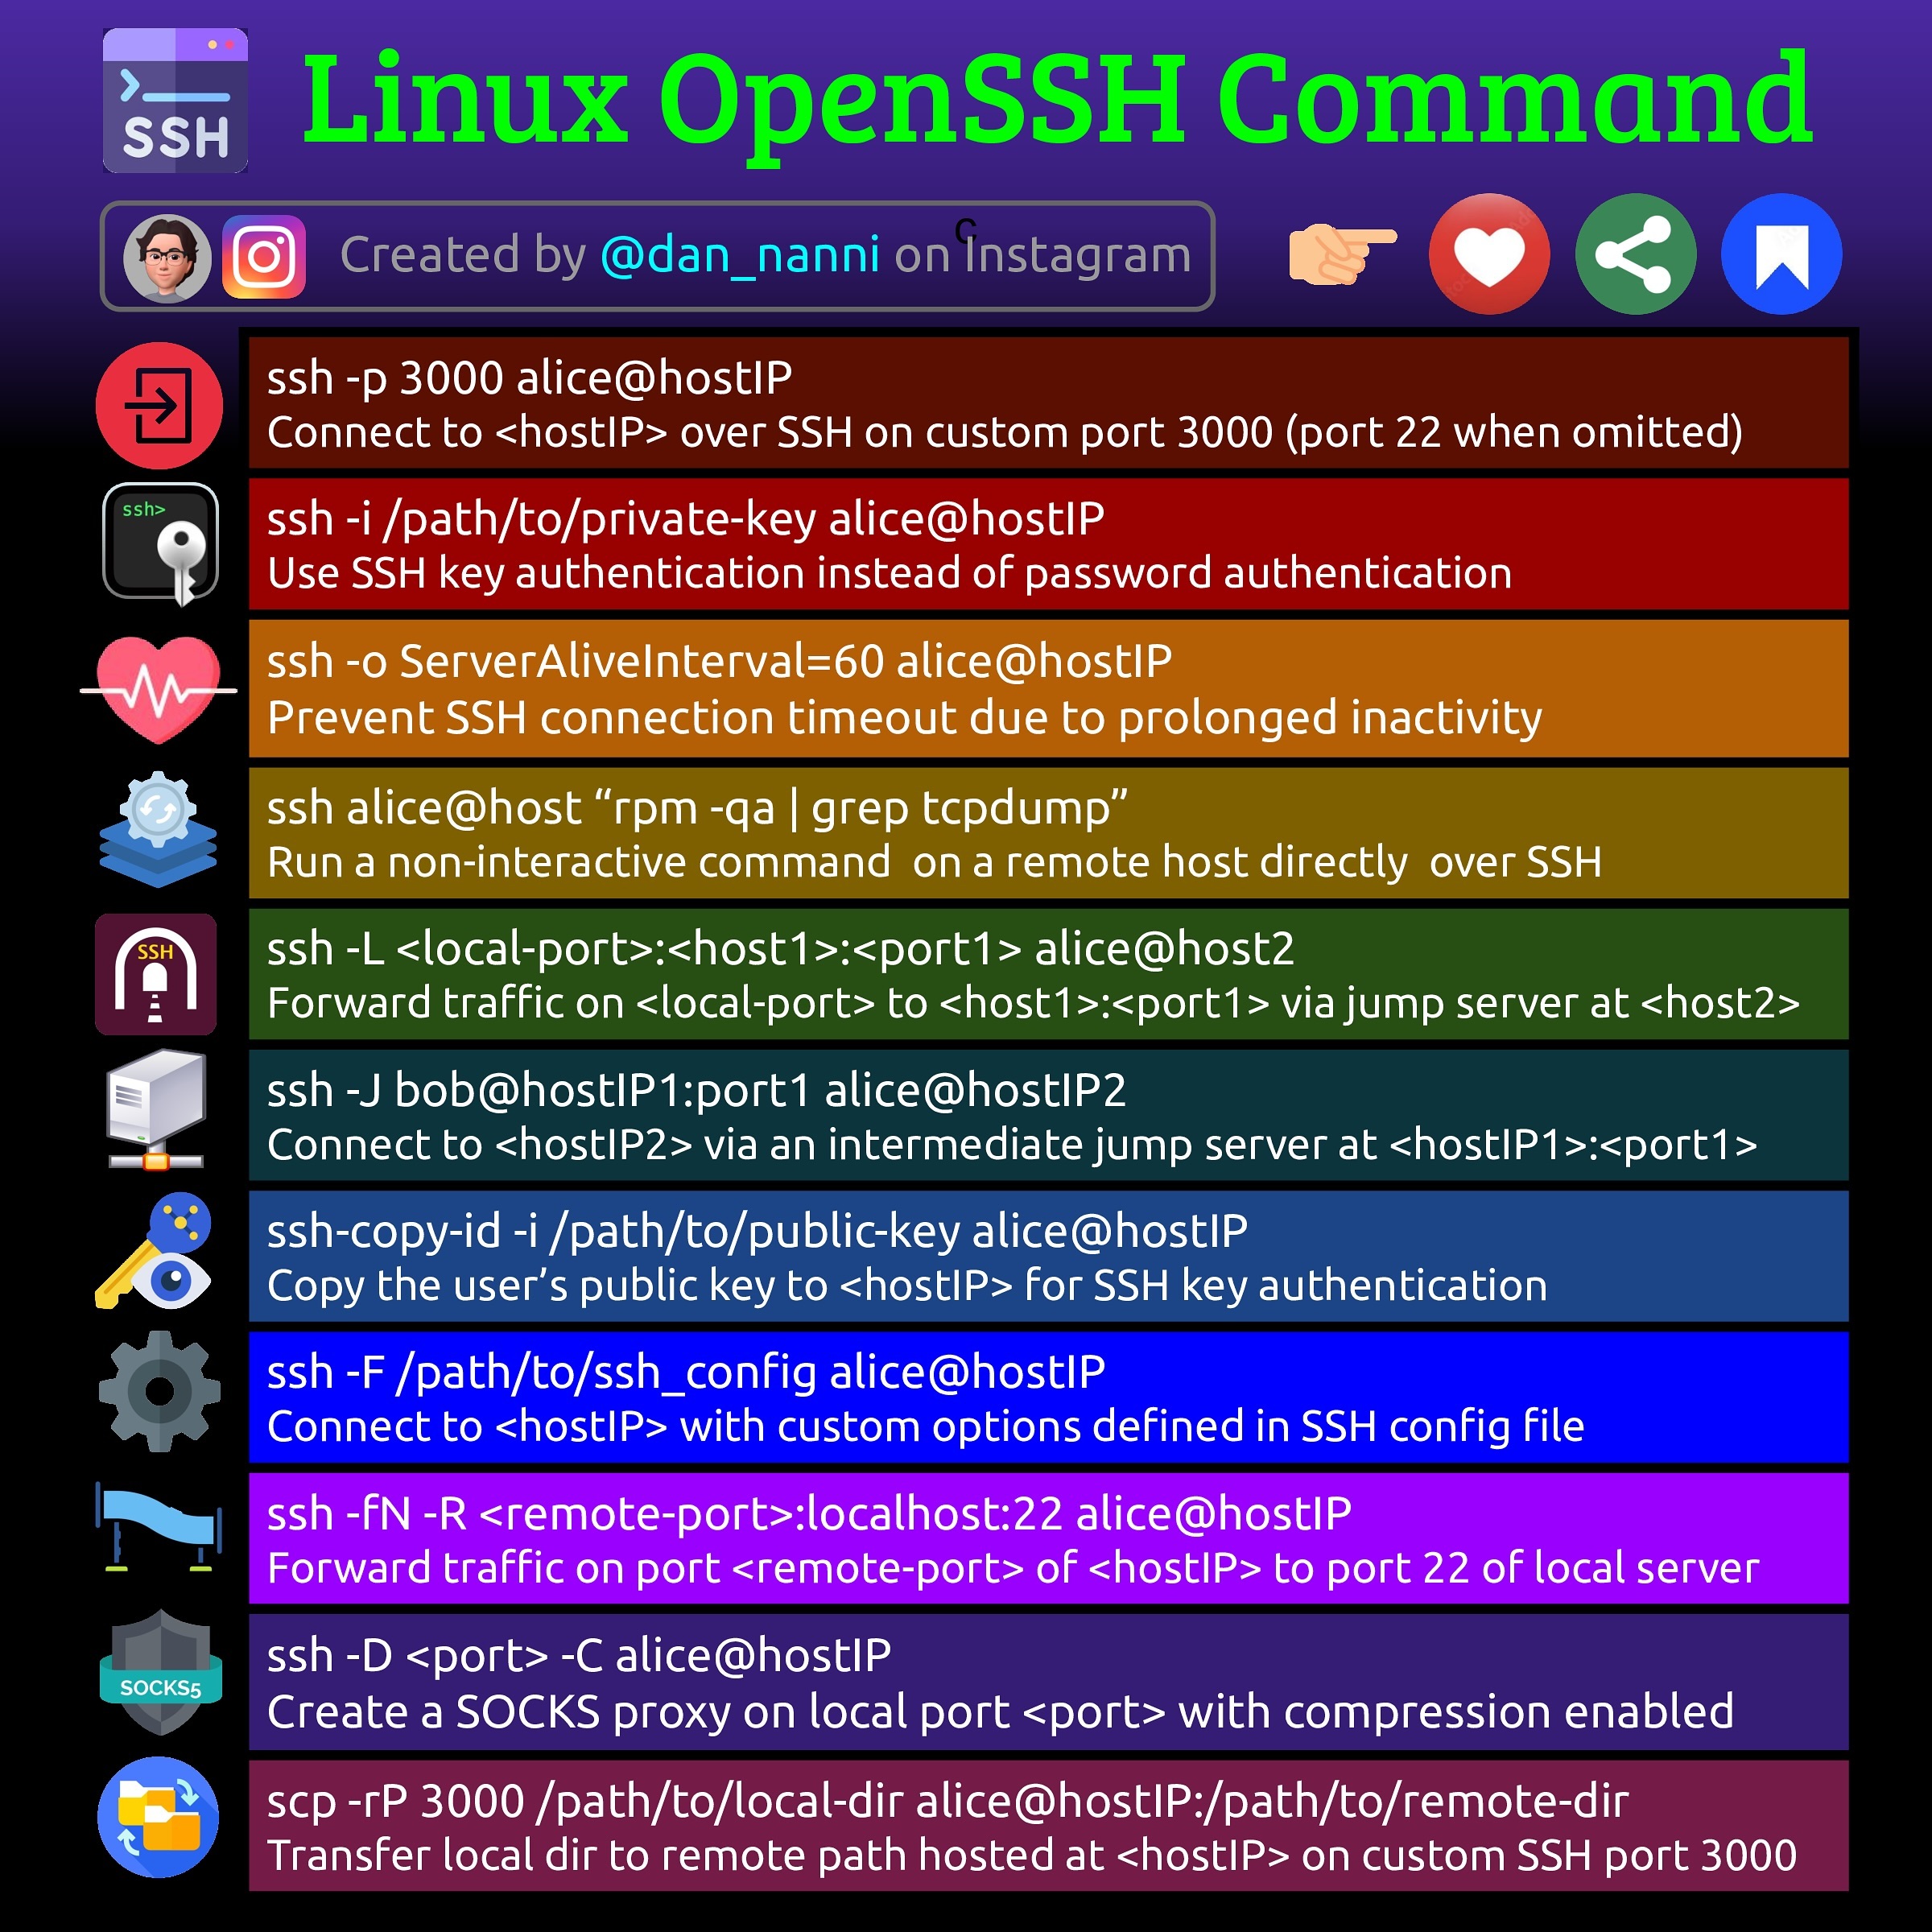 SSH
Linux OpenSSH Command
c
Created by @dan_nanni on Instagram
ssh -p 3000 alice@hostIP
Connect to <hostIP> over SSH on custom port 3000 (port 22 when omitted)
ssh>
ssh -i /path/to/private-key alice@hostIP
Use SSH key authentication instead of password authentication
ssh -o ServerAliveInterval=60 alice@hostIP
Prevent SSH connection timeout due to prolonged inactivity
ssh alice@host “rpm -qa | grep tcpdump”
Run a non-interactive command  on a remote host directly  over SSH
SSH
ssh -L <local-port>:<host1>:<port1> alice@host2
Forward traffic on <local-port> to <host1>:<port1> via jump server at <host2>
ssh -J bob@hostIP1:port1 alice@hostIP2
Connect to <hostIP2> via an intermediate jump server at <hostIP1>:<port1>
ssh-copy-id -i /path/to/public-key alice@hostIP
Copy the user’s public key to <hostIP> for SSH key authentication
ssh -F /path/to/ssh_config alice@hostIP
Connect to <hostIP> with custom options defined in SSH config file
ssh -fN -R <remote-port>:localhost:22 alice@hostIP
Forward traffic on port <remote-port> of <hostIP> to port 22 of local server
SOCKS5
ssh -D <port> -C alice@hostIP
Create a SOCKS proxy on local port <port> with compression enabled
scp -rP 3000 /path/to/local-dir alice@hostIP:/path/to/remote-dir
Transfer local dir to remote path hosted at <hostIP> on custom SSH port 3000